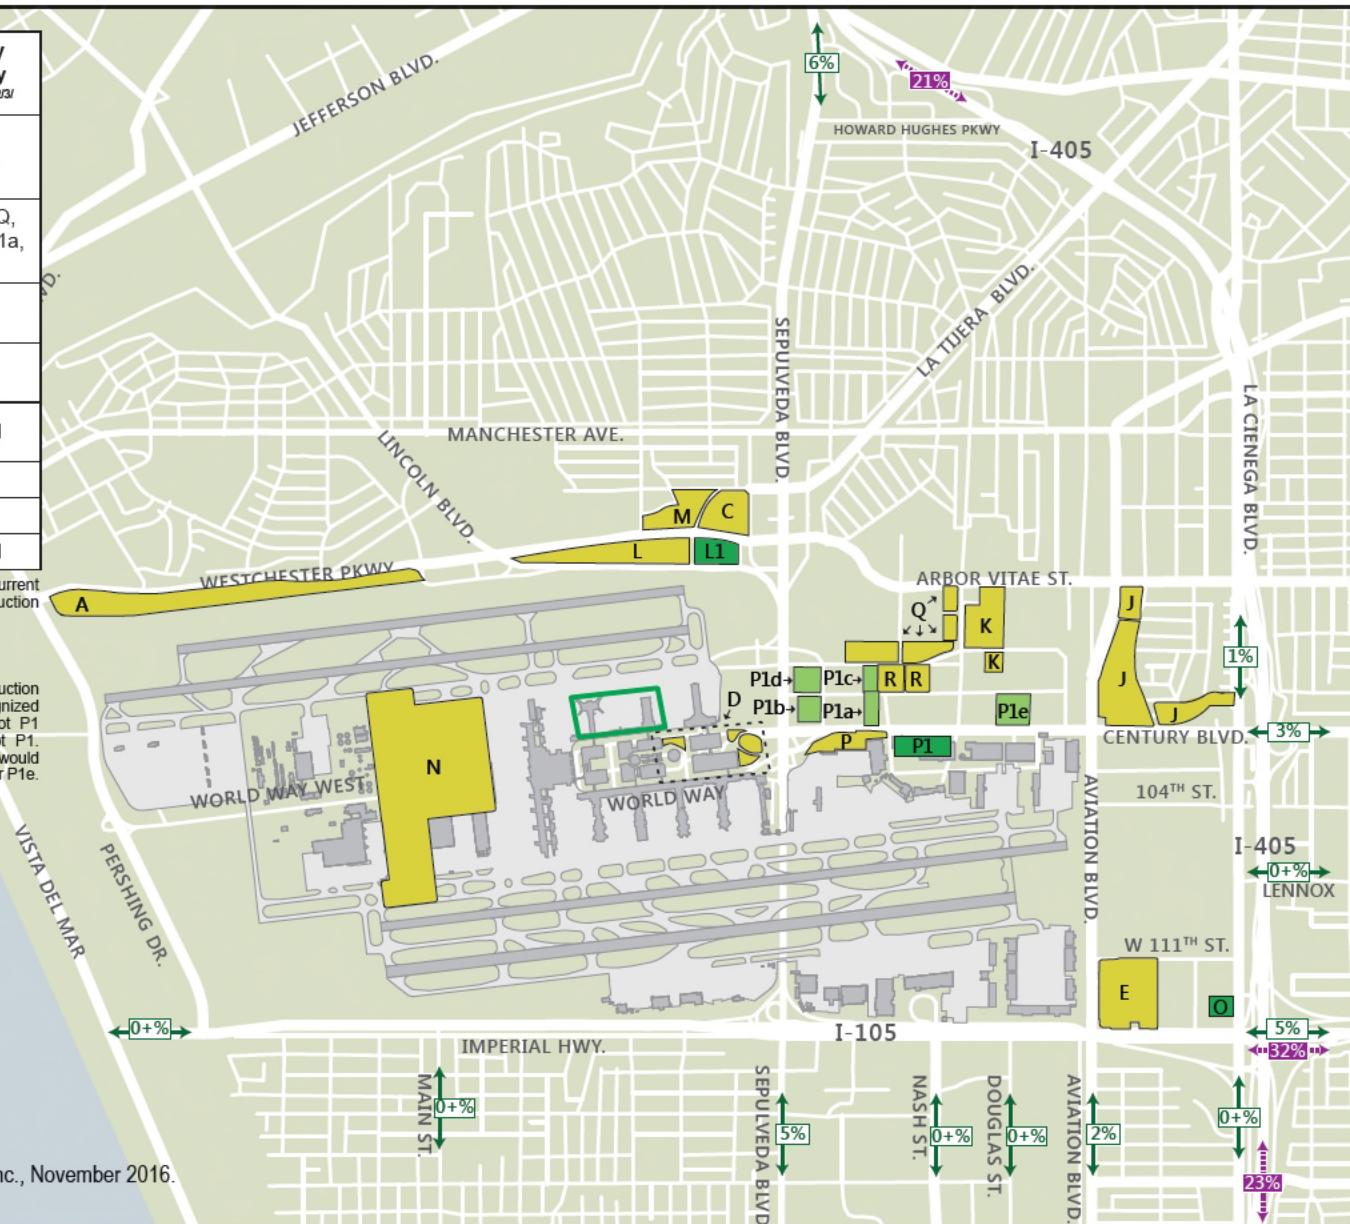 6%
21%
JEFFERSON BLVD.
HOWARD HUGHES PKWY
I-405
Q,
1a,
VD.
LA TIJERA BLVD.
SEPULVEDA BLVD.
LA CIENEGA BLVD.
MANCHESTER AVE.
LINCOLN BLVD.
M
C
L
L1
WESTCHESTER PKWY
ARBOR VITAE ST.
urrent
uction
A
Q
K
J
K
1%
P1d
P1c
R
R
J
uction
gnized
ot P1
t P1.
would
r P1e.
D
P1b
P1a
P1e
J
3%
P
P1
CENTURY BLVD.
N
WORLD WAY WEST
WORLD WAY
104TH ST.
AVIATION BLVD.
I-405
0+%
LENNOX
VISTA DEL MAR
PERSHING DR.
W 111TH ST.
E
O
0+%
I-105
5%
32%
IMPERIAL HWY.
MAIN ST.
0+%
SEPULVEDA BLVD
5%
NASH ST.
0+%
DOUGLAS ST.
0+%
AVIATION BLVD.
2%
0+%
23%
nc., November 2016.